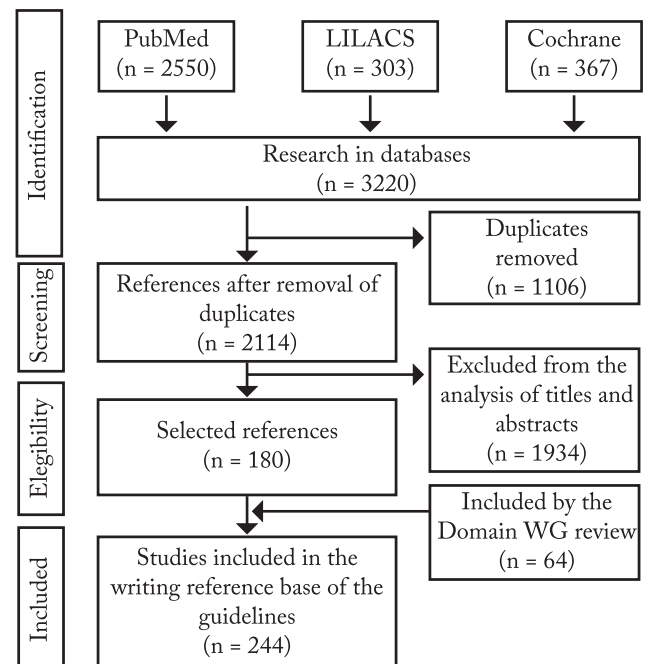 Identification
PubMed
(n = 2550)
LILACS
(n = 303)
Cochrane
(n = 367)
Research in databases
(n = 3220)
Duplicates
removed
(n = 1106)
Screening
References after removal of
duplicates
(n = 2114)
Excluded from the
analysis of titles and
abstracts
(n = 1934)
Elegibility
Selected references
(n = 180)
Included by the
Domain WG review
(n = 64)
Included
Studies included in the
writing reference base of the
guidelines
(n = 244)